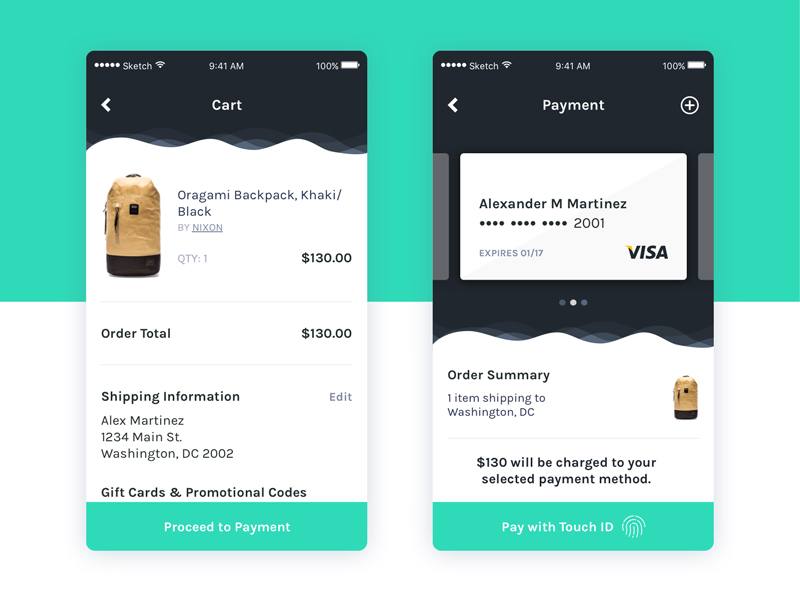 Sketch 9:41 AM 100%
Cart
Oragami Backpack, Khaki/
Black
BY NIXON
QTY: 1 $130.00
Order Total $130.00
Shipping Information Edit
Alex Martinez
1234 Main St.
Washington, DC 2002
Gift Cards & Promotional Codes
Proceed to Payment
Sketch 9:41 AM 100%
Payment
Alexander M Martinez
•••• •••• •••• 2001
EXPIRES 01/17 VISA
Order Summary
1 item shipping to
Washington, DC
$130 will be charged to your
selected payment method.
Pay with Touch ID